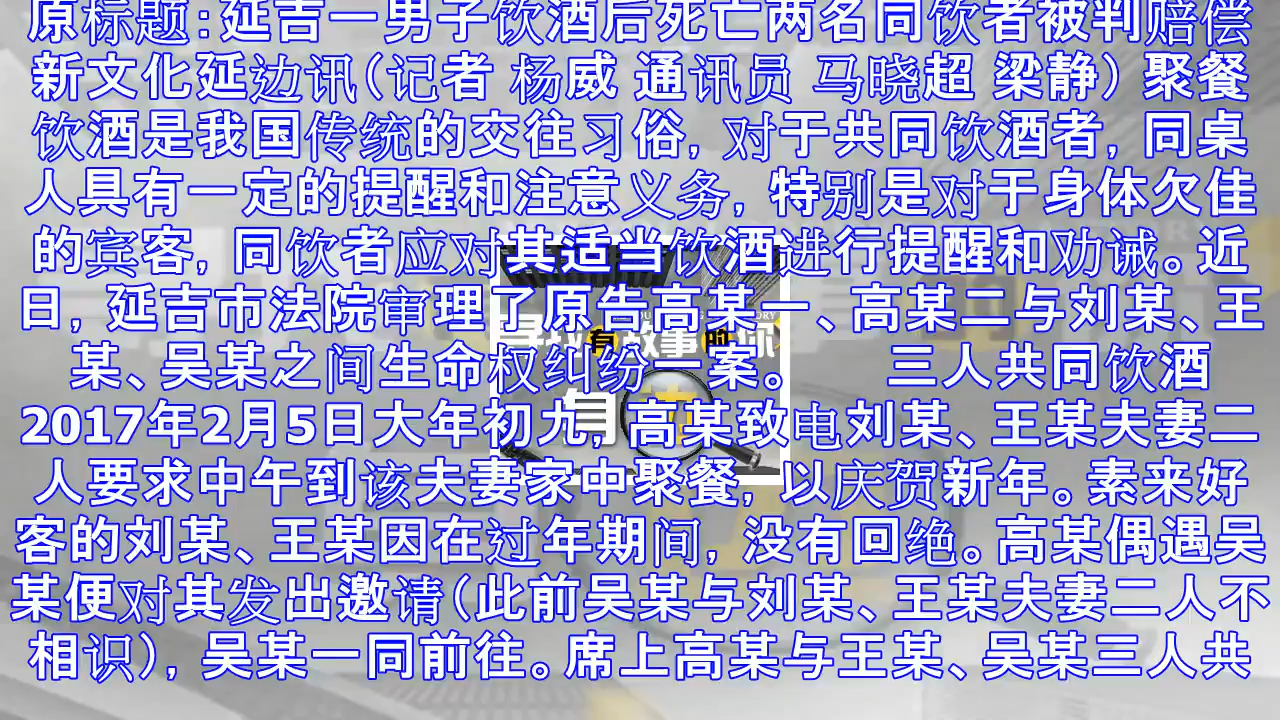 原标题:延吉一男子饮酒后死亡两名同饮者被判赔偿
新文化延边讯(记者 杨威 通讯员 马晓超 梁静) 聚餐
饮酒是我国传统的交往习俗, 对于共同饮酒者, 同桌
人具有一定的提醒和注意义务, 特别是对于身体欠佳
的宾客, 同饮者应对其适当饮酒进行提醒和劝诫。近
日, 延吉市法院审理了原告高某一、高某二与刘某、王
某、吴某之间生命权纠纷一案。 三人共同饮酒
2017年2月5日大年初九, 高某致电刘某、王某夫妻二
人要求中午到该夫妻家中聚餐, 以庆贺新年。素来好
客的刘某、王某因在过年期间, 没有回绝。高某偶遇吴
某便对其发出邀请(此前吴某与刘某、王某夫妻二人不
相识), 吴某一同前往。席上高某与王某、吴某三人共